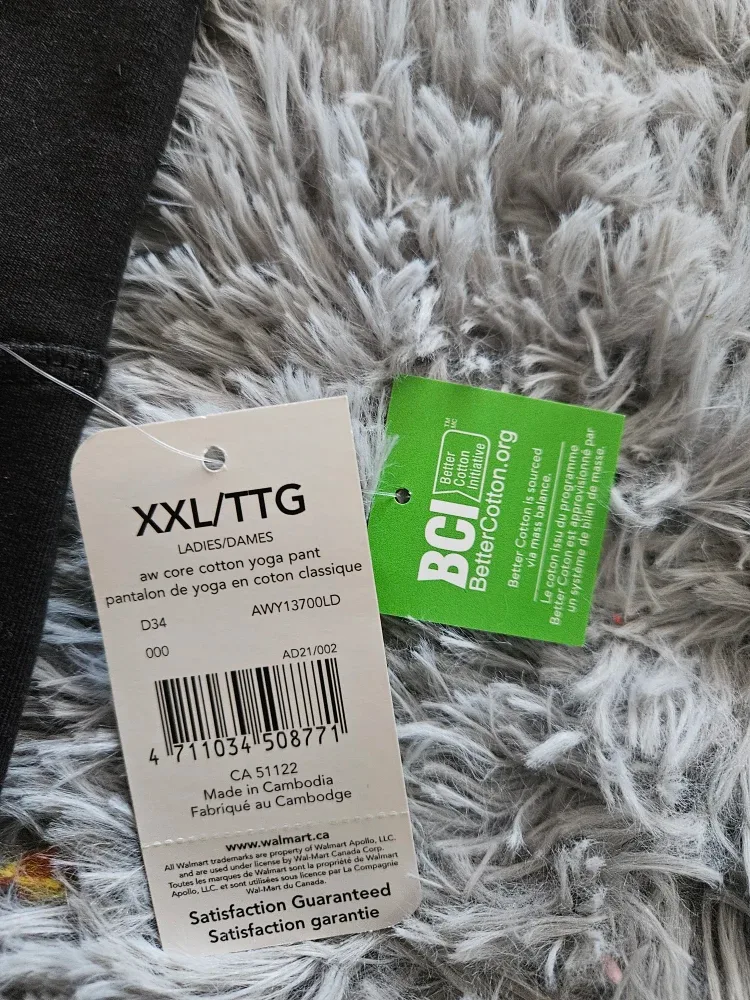 XXL/TTG
LADIES/DAMES
aw core cotton yoga pant
pantalon de yoga en coton classique
D34 AWY13700LD
000 AD21/002
4 711034 508771
CA 51122
Made in Cambodia
Fabriqué au Cambodge
www.walmart.ca
All Walmart trademarks are property of Walmart Apollo, LLC.
and are used under license by Wal-Mart Canada Corp.
Toutes les marques de Walmart sont la propriété de Walmart
Apollo, LLC. et sont utilisées sous licence par La Compagnie
Wal-Mart du Canada.
Satisfaction Guaranteed
Satisfaction garantie
BCI
Better
Cotton
Initiative
TM
MC
BetterCotton.org
Better Cotton is sourced
via mass balance.
Le coton issu du programme
Better Coton est approvisionné par
un système de bilan de masse.